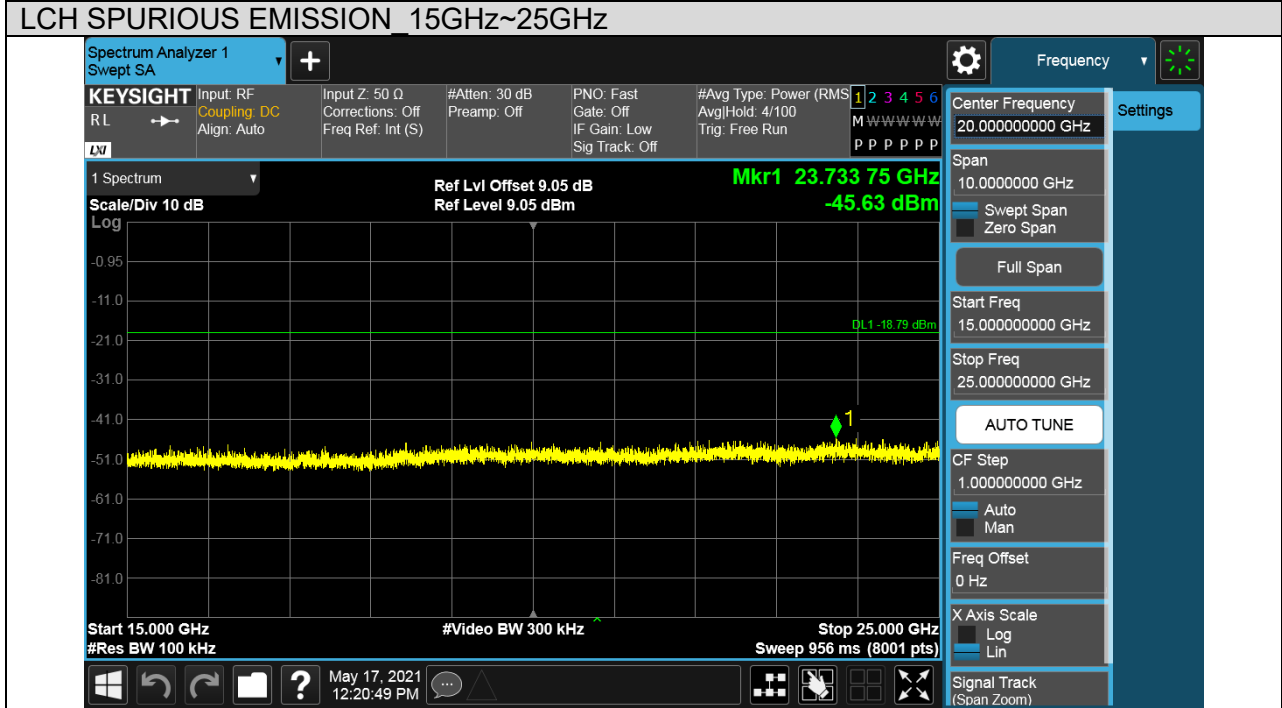 LCH SPURIOUS EMISSION_15GHz~25GHz
Spectrum Analyzer 1
Swept SA
Frequency
KEYSIGHT
RL
LXI
Input: RF
Coupling: DC
Align: Auto
Input Z: 50 Ω
Corrections: Off
Freq Ref: Int (S)
#Atten: 30 dB
Preamp: Off
PNO: Fast
Gate: Off
IF Gain: Low
Sig Track: Off
#Avg Type: Power (RMS
Avg|Hold: 4/100
Trig: Free Run
1 2 3 4 5 6
M W W W W W
P P P P P P
Center Frequency
20.000000000 GHz
Settings
Span
10.0000000 GHz
Swept Span
Zero Span
Full Span
Start Freq
15.000000000 GHz
Stop Freq
25.000000000 GHz
AUTO TUNE
CF Step
1.000000000 GHz
Auto
Man
Freq Offset
0 Hz
X Axis Scale
Log
Lin
Signal Track
(Span Zoom)
1 Spectrum
Scale/Div 10 dB
Ref Lvl Offset 9.05 dB
Ref Level 9.05 dBm
Mkr1 23.733 75 GHz
-45.63 dBm
Log
-0.95
-11.0
DL1 -18.79 dBm
-21.0
-31.0
-41.0
1
-51.0
-61.0
-71.0
-81.0
Start 15.000 GHz
#Video BW 300 kHz
Stop 25.000 GHz
#Res BW 100 kHz
Sweep 956 ms (8001 pts)
?
May 17, 2021
12:20:49 PM